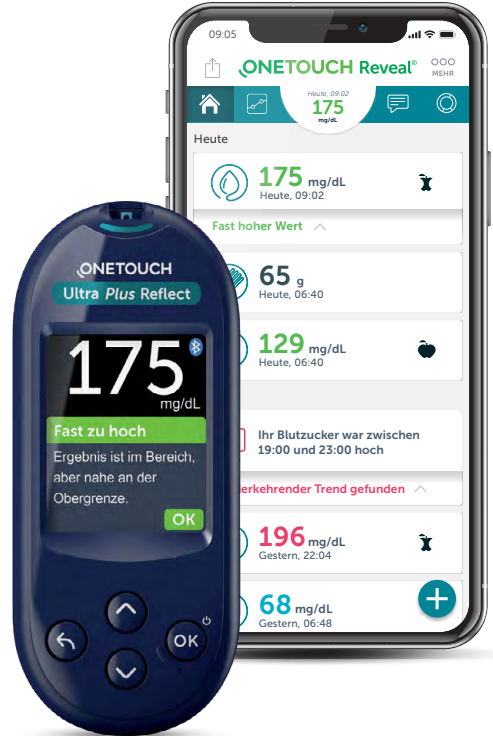 ONETOUCH
Ultra Plus Reflect
175
mg/dL
Fast zu hoch
Ergebnis ist im Bereich,
aber nahe an der
Obergrenze.
OK
OK
09:05
ONETOUCH Reveal®
MEHR
Heute, 09:02
175
mg/dL
Heute
175 mg/dL
Heute, 09:02
Fast hoher Wert
65 g
Heute, 06:40
129 mg/dL
Heute, 06:40
Ihr Blutzucker war zwischen
19:00 und 23:00 hoch
erkehrender Trend gefunden
196 mg/dL
Gestern, 22:04
68 mg/dL
Gestern, 06:48